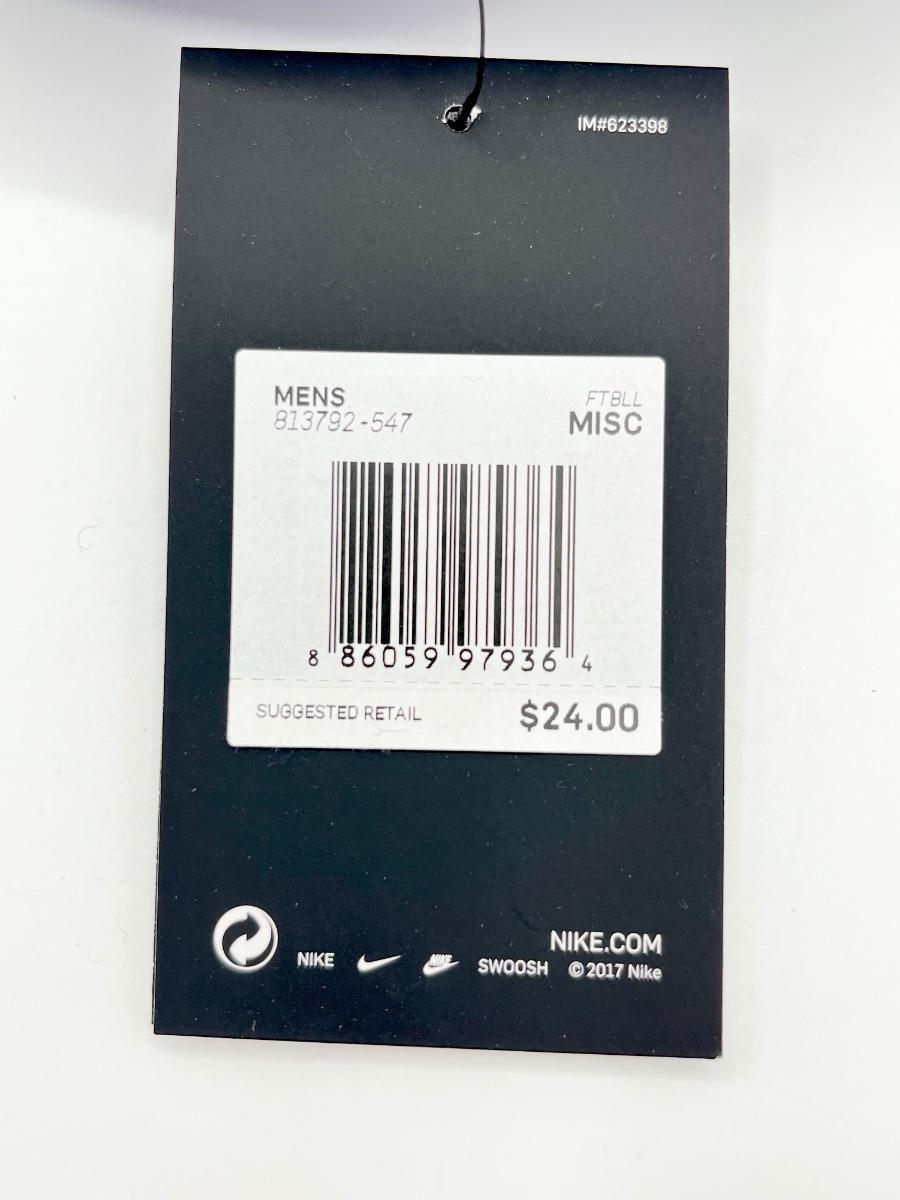 IM#623398
MENS
FTBLL
813792-547
MISC
8 86059 97936 4
SUGGESTED RETAIL $24.00
NIKE.COM
NIKE NIKE SWOOSH © 2017 Nike